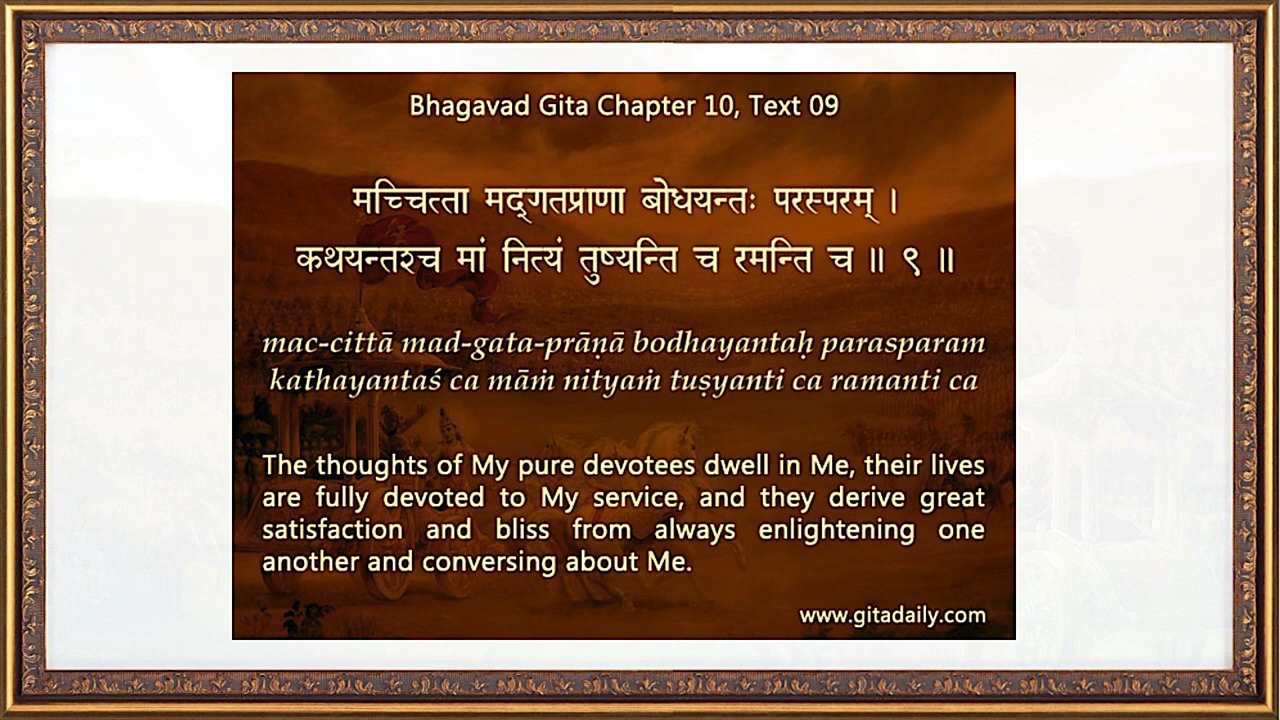 Bhagavad Gita Chapter 10, Text 09
मच्चित्ता मद्‌गतप्राणा बोधयन्तः परस्परम् ।
कथयन्तश्च मां नित्यं तुष्यन्ति च रमन्ति च ॥ ९ ॥
mac-cittā mad-gata-prāṇā bodhayantaḥ parasparam
kathayantaś ca māṁ nityaṁ tuṣyanti ca ramanti ca
The thoughts of My pure devotees dwell in Me, their lives
are fully devoted to My service, and they derive great
satisfaction and bliss from always enlightening one
another and conversing about Me.
www.gitadaily.com